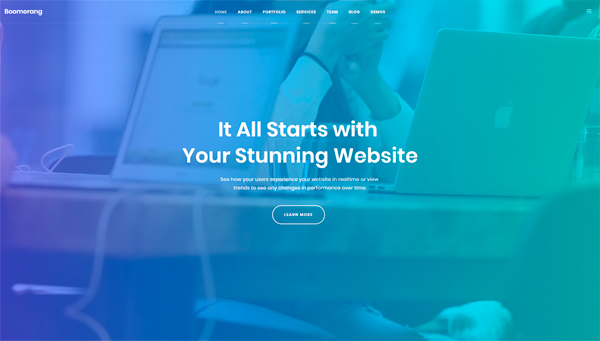 Boomerang
HOME ABOUT PORTFOLIO SERVICES TEAM BLOG DEMOS
It All Starts with
Your Stunning Website
See how your users experience your website in realtime or view
trends to see any changes in performance over time.
LEARN MORE